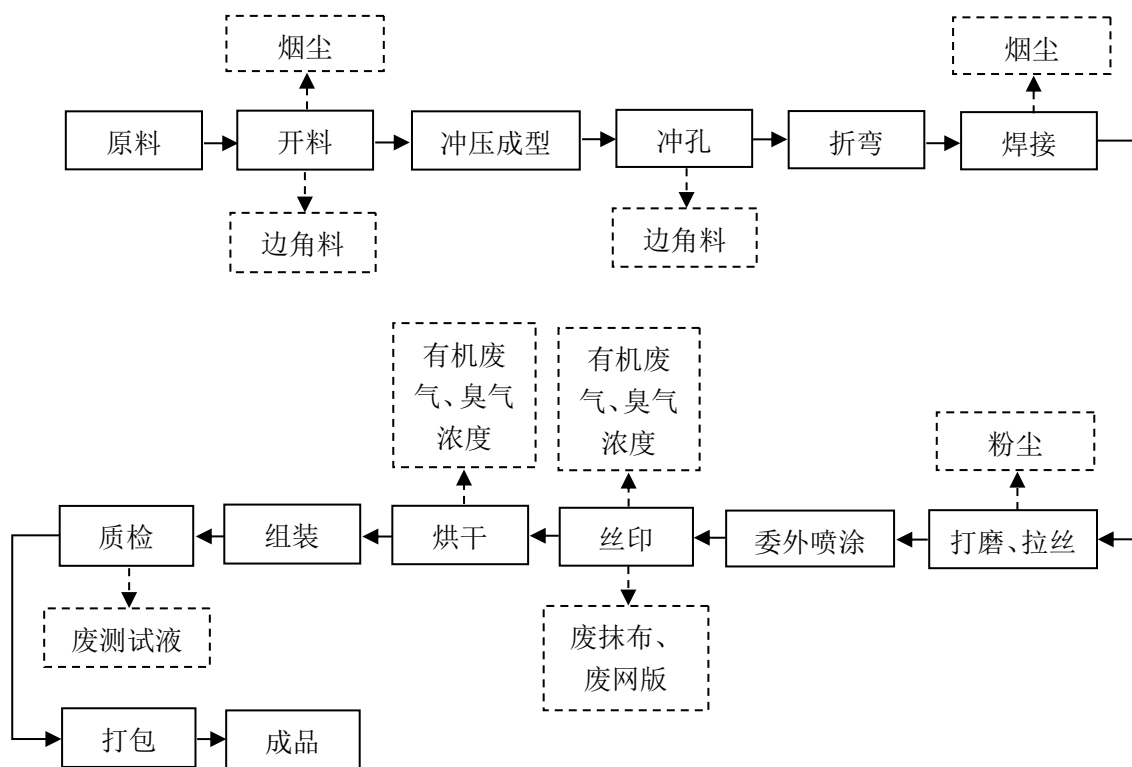 烟尘
烟尘
原料
开料
冲压成型
冲孔
折弯
焊接
边角料
边角料
有机废
气、臭气
浓度
有机废
气、臭气
浓度
粉尘
质检
组装
烘干
丝印
委外喷涂
打磨、拉丝
废测试液
废抹布、
废网版
打包
成品